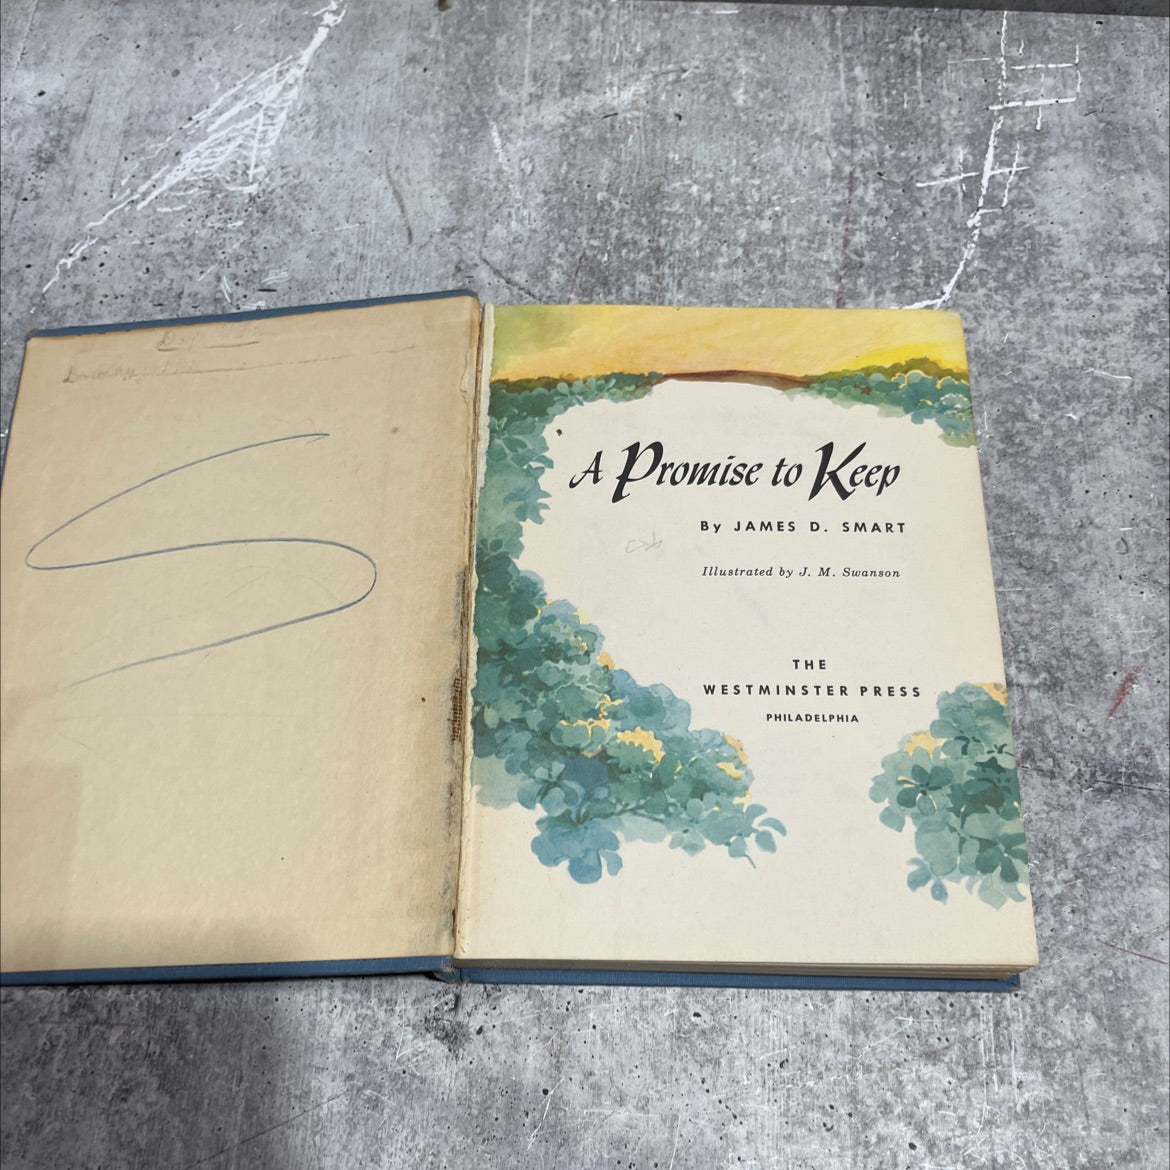 A Promise to Keep
By JAMES D. SMART
Illustrated by J. M. Swanson
THE
WESTMINSTER PRESS
PHILADELPHIA